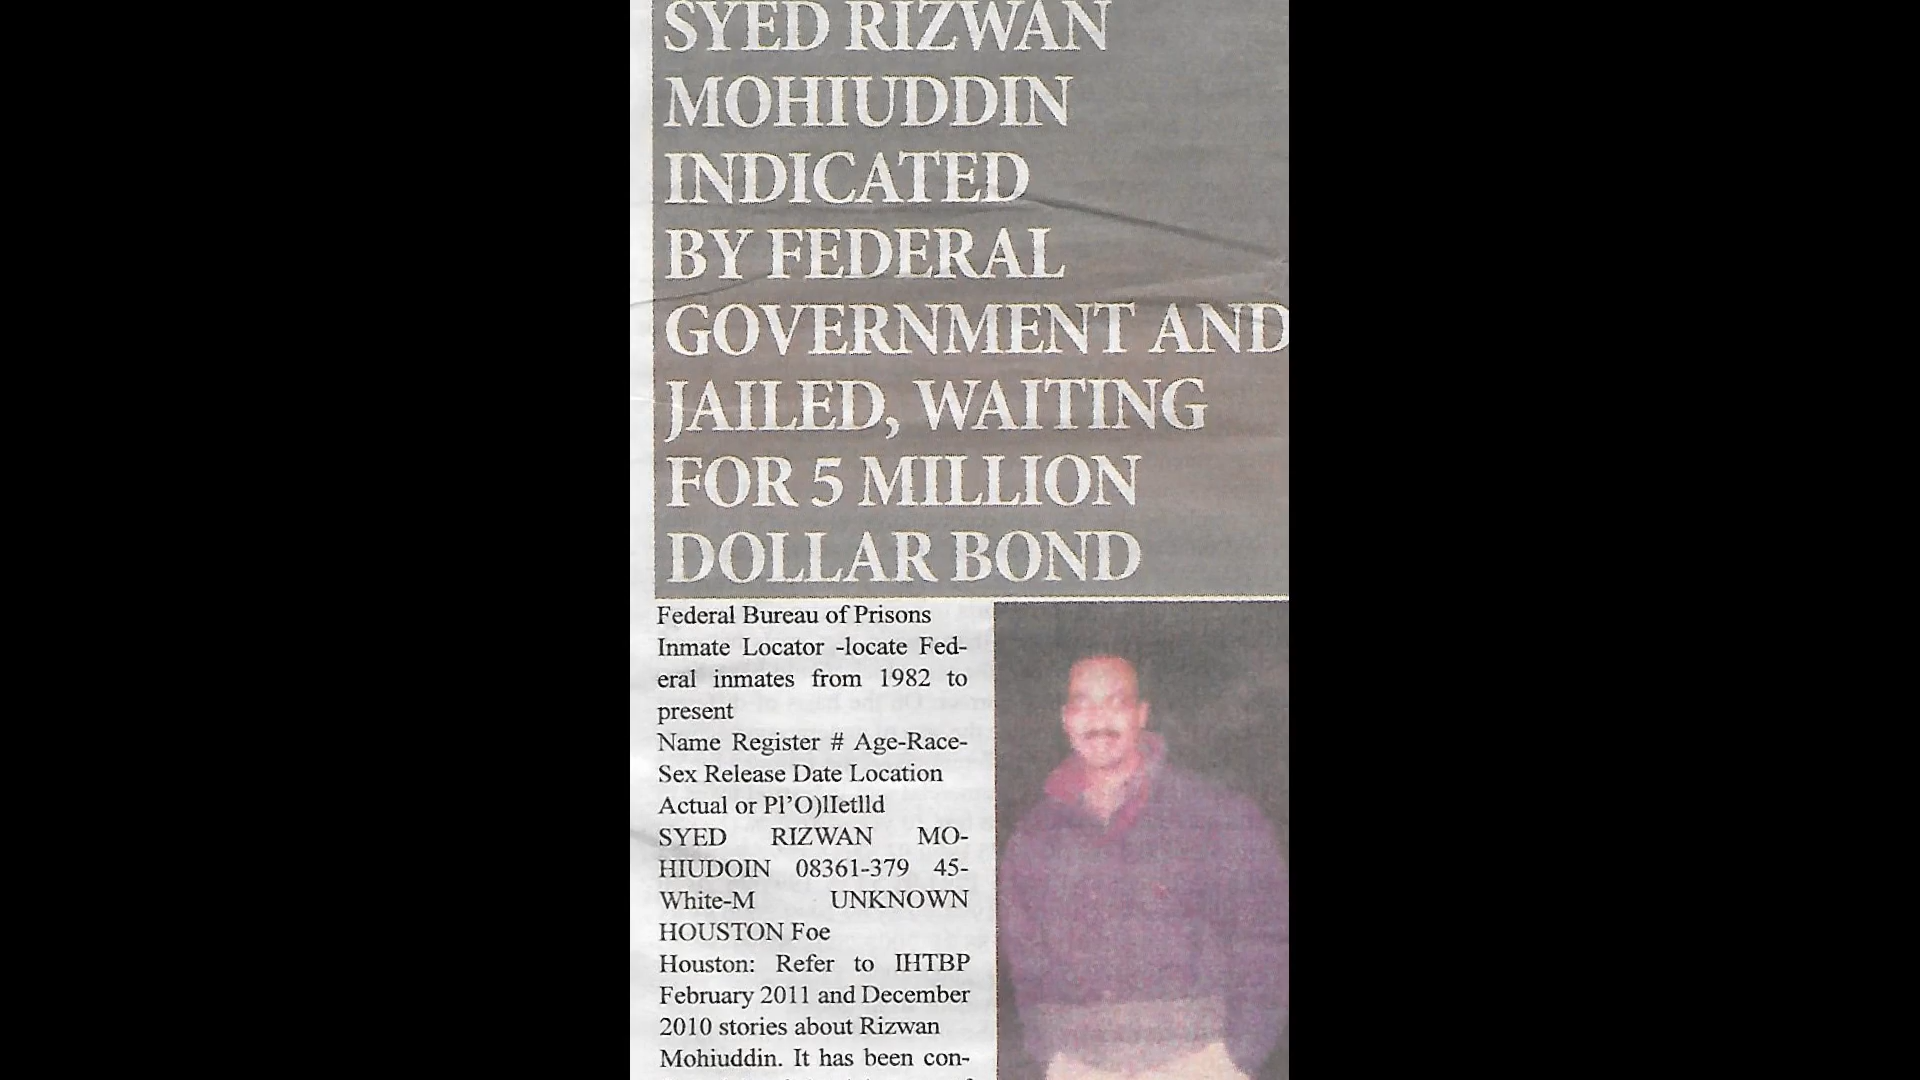 SYED RIZWAN
MOHIUDDIN
INDICATED
BY FEDERAL
GOVERNMENT AND
JAILED, WAITING
FOR 5 MILLION
DOLLAR BOND
Federal Bureau of Prisons
Inmate Locator -locate Fed-
eral inmates from 1982 to
present
Name Register # Age-Race-
Sex Release Date Location
Actual or Pl’O)lIetlld
SYED RIZWAN MO-
HIUDOIN 08361-379 45-
White-M UNKNOWN
HOUSTON Foe
Houston: Refer to IHTBP
February 2011 and December
2010 stories about Rizwan
Mohiuddin. It has been con-